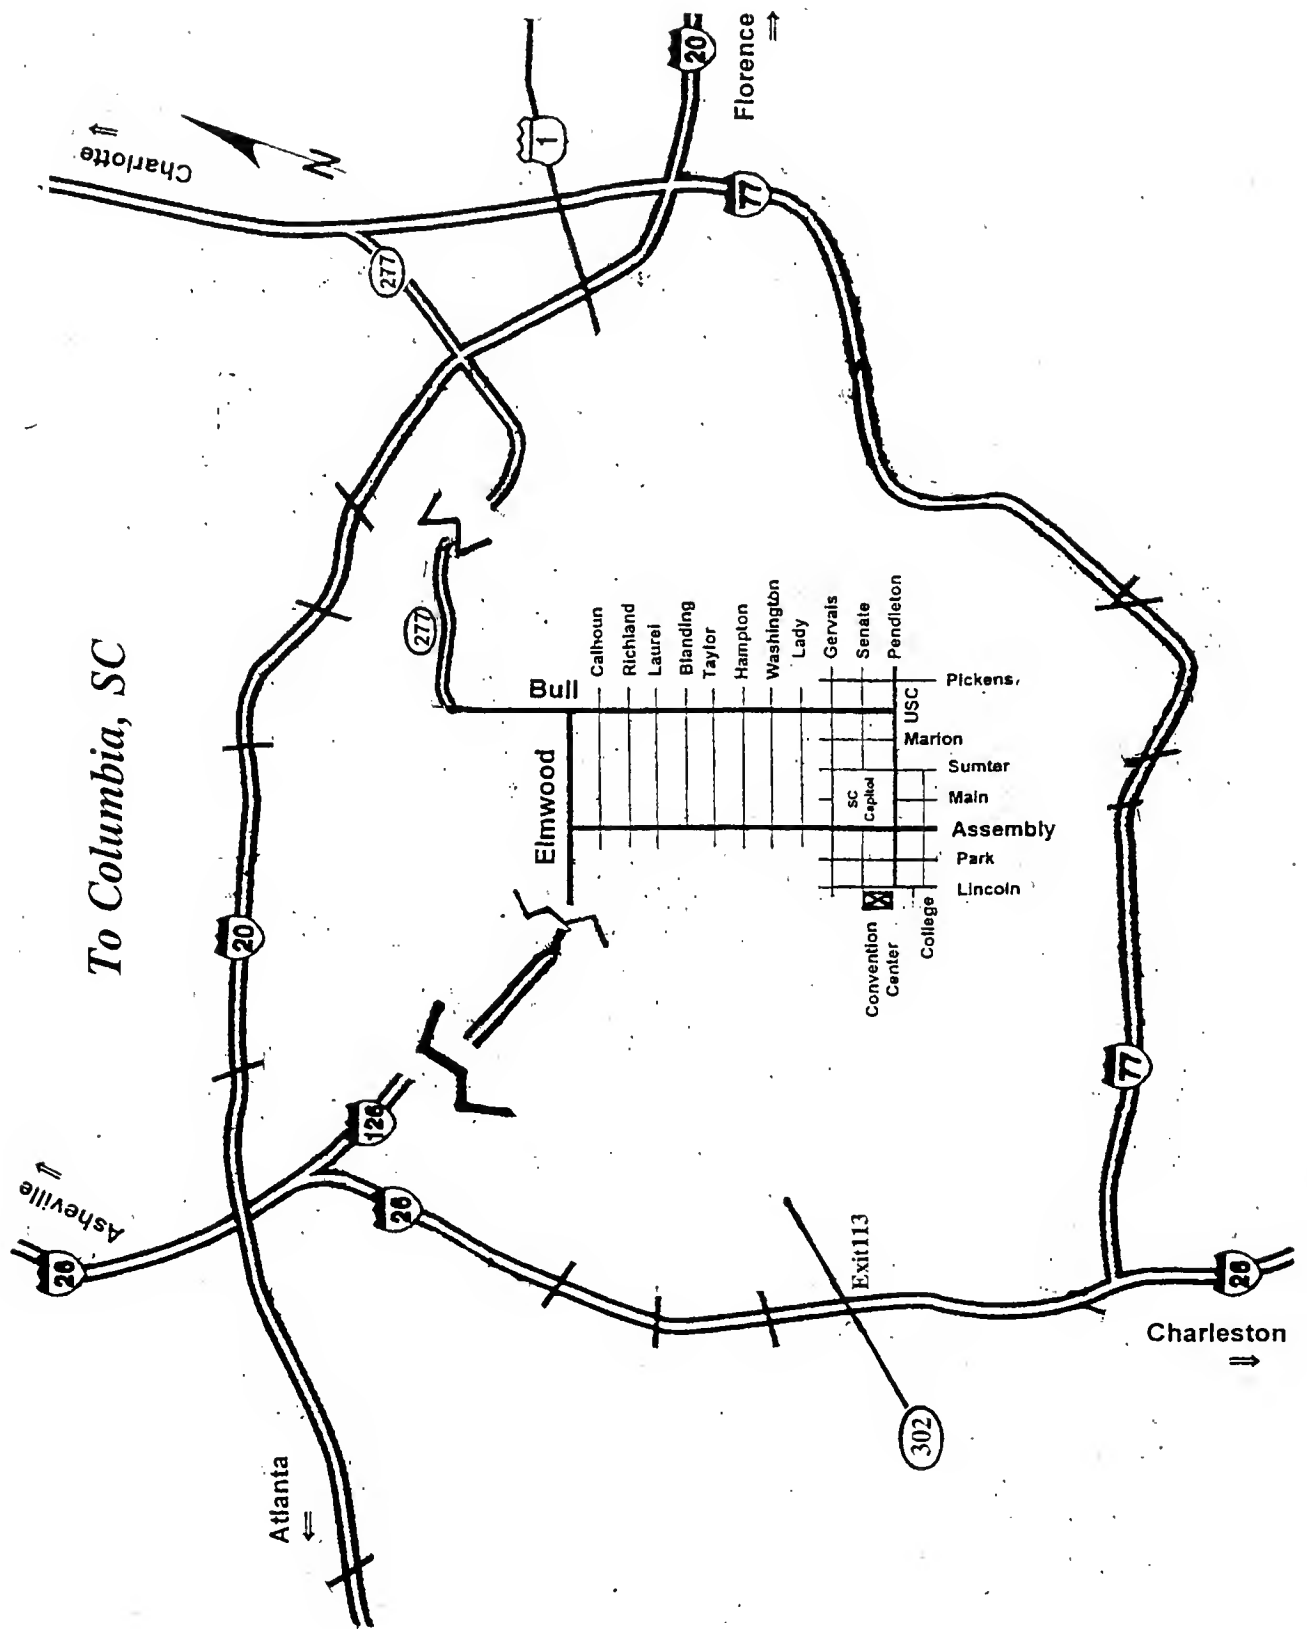 To Columbia, SC
Charlotte
N
1
20
Florence
77
277
277
20
Asheville
26
126
26
Atlanta
Bull
Elmwood
Calhoun
Richland
Laurel
Blanding
Taylor
Hampton
Washington
Lady
Gervais
Senate
Pendleton
Pickens
USC
Marion
Sumter
SC
Capitol
Main
Assembly
Park
Lincoln
Convention
Center
College
77
Exit 113
302
26
Charleston